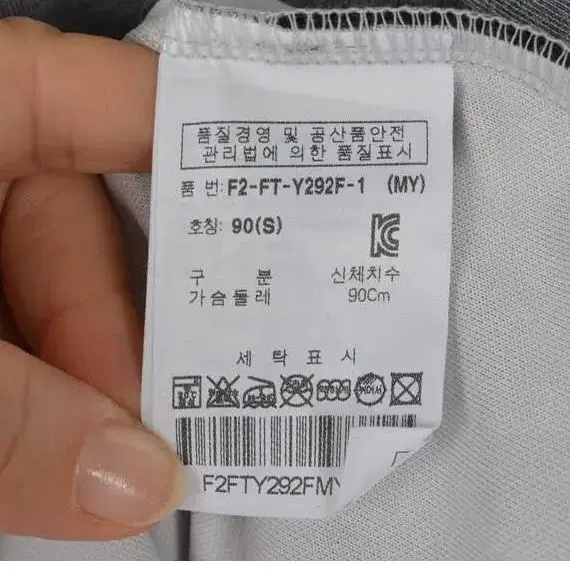 품질경영 및 공산품안전
관리법에 의한 품질표시
품 번: F2-FT-Y292F-1 (MY)
호칭: 90(S)
구 분 신체치수
가슴둘레 90Cm
세 탁 표 시
F2FTY292FMY